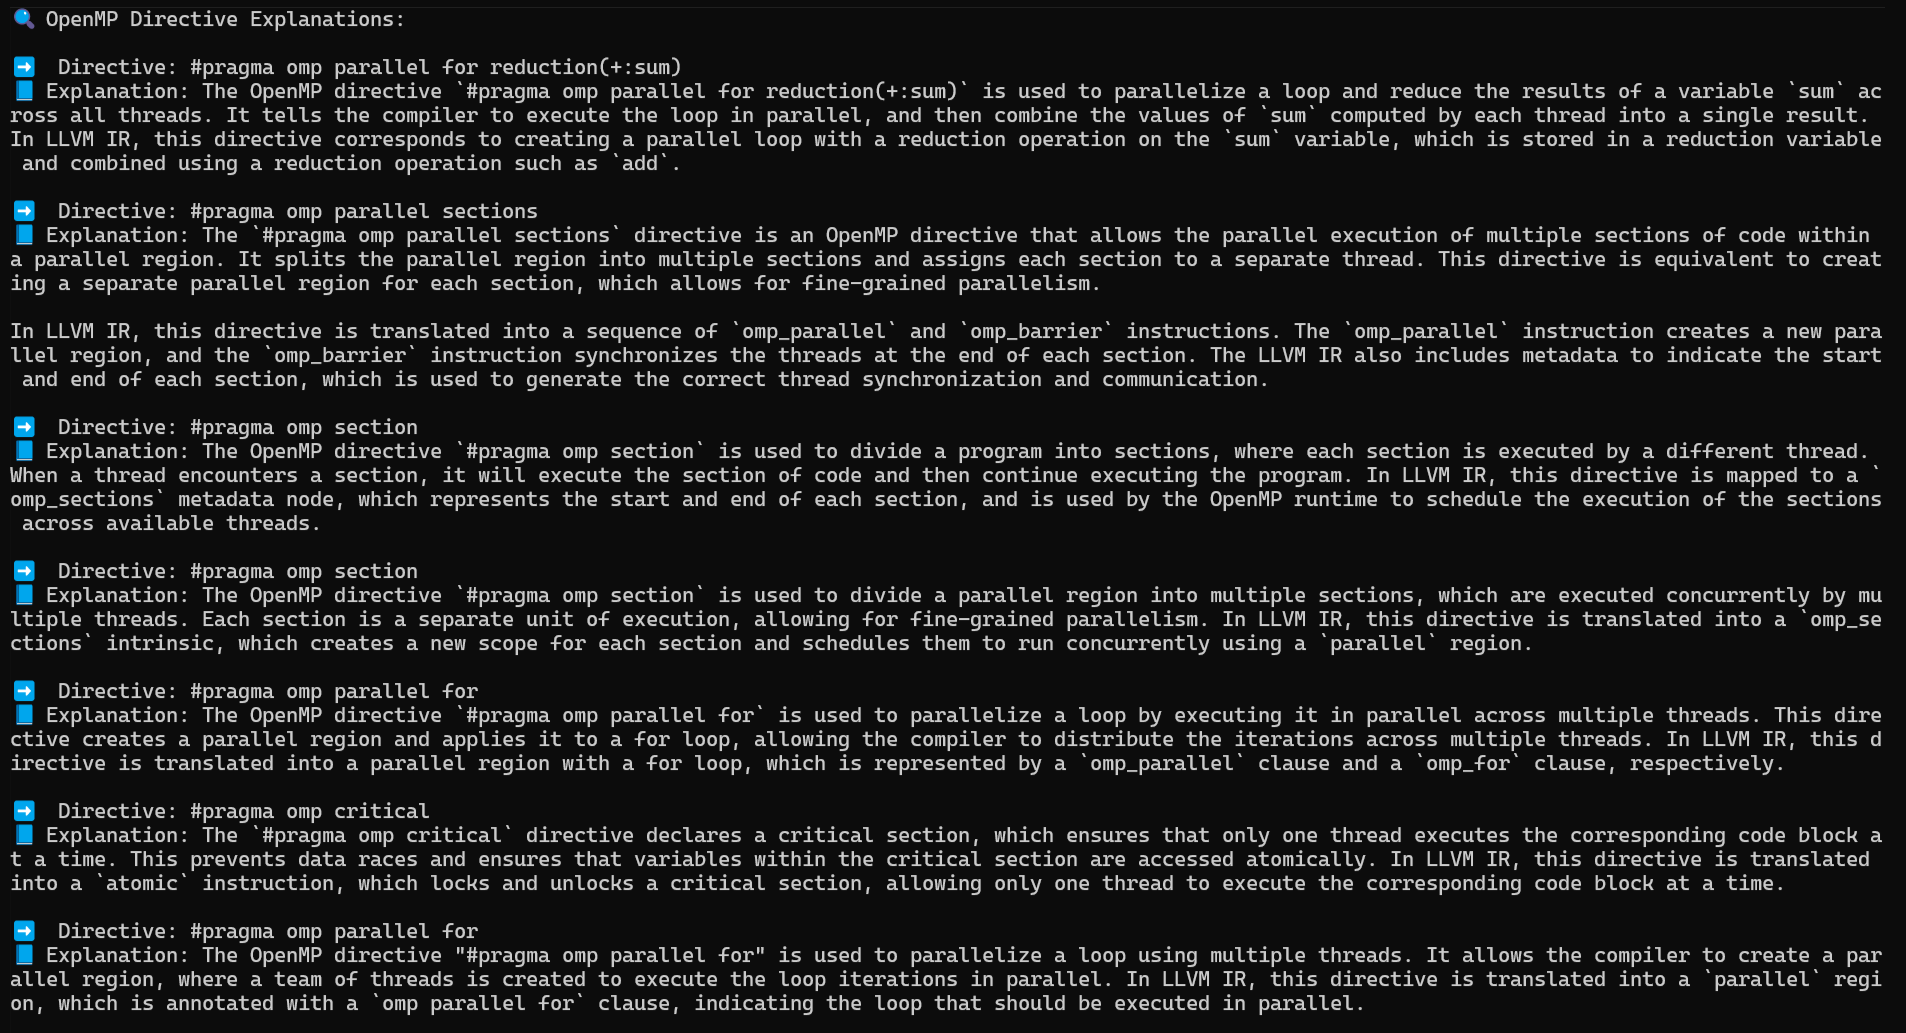 🔍 OpenMP Directive Explanations:
➡️ Directive: #pragma omp parallel for reduction(+:sum)
📘 Explanation: The OpenMP directive `#pragma omp parallel for reduction(+:sum)` is used to parallelize a loop and reduce the results of a variable `sum` ac
ross all threads. It tells the compiler to execute the loop in parallel, and then combine the values of `sum` computed by each thread into a single result.
In LLVM IR, this directive corresponds to creating a parallel loop with a reduction operation on the `sum` variable, which is stored in a reduction variable
and combined using a reduction operation such as `add`.
➡️ Directive: #pragma omp parallel sections
📘 Explanation: The `#pragma omp parallel sections` directive is an OpenMP directive that allows the parallel execution of multiple sections of code within
a parallel region. It splits the parallel region into multiple sections and assigns each section to a separate thread. This directive is equivalent to creat
ing a separate parallel region for each section, which allows for fine-grained parallelism.
In LLVM IR, this directive is translated into a sequence of `omp_parallel` and `omp_barrier` instructions. The `omp_parallel` instruction creates a new para
llel region, and the `omp_barrier` instruction synchronizes the threads at the end of each section. The LLVM IR also includes metadata to indicate the start
and end of each section, which is used to generate the correct thread synchronization and communication.
➡️ Directive: #pragma omp section
📘 Explanation: The OpenMP directive `#pragma omp section` is used to divide a program into sections, where each section is executed by a different thread.
When a thread encounters a section, it will execute the section of code and then continue executing the program. In LLVM IR, this directive is mapped to a `
omp_sections` metadata node, which represents the start and end of each section, and is used by the OpenMP runtime to schedule the execution of the sections
across available threads.
➡️ Directive: #pragma omp section
📘 Explanation: The OpenMP directive `#pragma omp section` is used to divide a parallel region into multiple sections, which are executed concurrently by mu
ltiple threads. Each section is a separate unit of execution, allowing for fine-grained parallelism. In LLVM IR, this directive is translated into a `omp_se
ctions` intrinsic, which creates a new scope for each section and schedules them to run concurrently using a `parallel` region.
➡️ Directive: #pragma omp parallel for
📘 Explanation: The OpenMP directive `#pragma omp parallel for` is used to parallelize a loop by executing it in parallel across multiple threads. This dire
ctive creates a parallel region and applies it to a for loop, allowing the compiler to distribute the iterations across multiple threads. In LLVM IR, this d
irective is translated into a parallel region with a for loop, which is represented by a `omp_parallel` clause and a `omp_for` clause, respectively.
➡️ Directive: #pragma omp critical
📘 Explanation: The `#pragma omp critical` directive declares a critical section, which ensures that only one thread executes the corresponding code block a
t a time. This prevents data races and ensures that variables within the critical section are accessed atomically. In LLVM IR, this directive is translated
into a `atomic` instruction, which locks and unlocks a critical section, allowing only one thread to execute the corresponding code block at a time.
➡️ Directive: #pragma omp parallel for
📘 Explanation: The OpenMP directive "#pragma omp parallel for" is used to parallelize a loop using multiple threads. It allows the compiler to create a par
allel region, where a team of threads is created to execute the loop iterations in parallel. In LLVM IR, this directive is translated into a `parallel` regi
on, which is annotated with a `omp parallel for` clause, indicating the loop that should be executed in parallel.